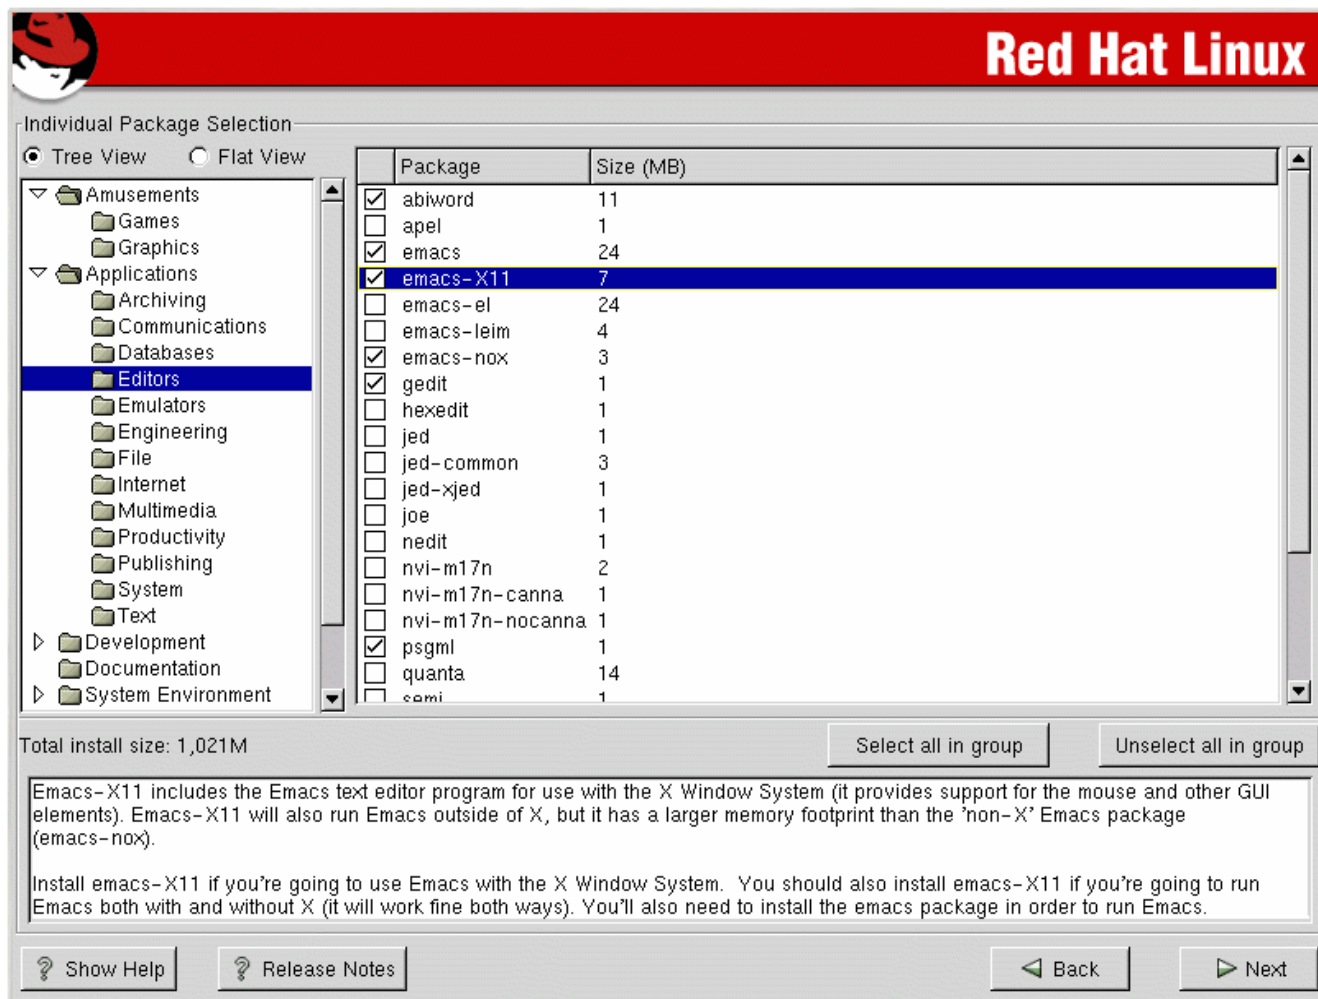 Red Hat Linux
Individual Package Selection
Tree View Flat View
Amusements
Games
Graphics
Applications
Archiving
Communications
Databases
Editors
Emulators
Engineering
File
Internet
Multimedia
Productivity
Publishing
System
Text
Development
Documentation
System Environment
Package Size (MB)
abiword 11
apel 1
emacs 24
emacs-X11 7
emacs-el 24
emacs-leim 4
emacs-nox 3
gedit 1
hexedit 1
jed 1
jed-common 3
jed-xjed 1
joe 1
nedit 1
nvi-m17n 2
nvi-m17n-canna 1
nvi-m17n-nocanna 1
psgml 1
quanta 14
semi 1
Total install size: 1,021M
Select all in group Unselect all in group
Emacs-X11 includes the Emacs text editor program for use with the X Window System (it provides support for the mouse and other GUI
elements). Emacs-X11 will also run Emacs outside of X, but it has a larger memory footprint than the 'non-X' Emacs package
(emacs-nox).
Install emacs-X11 if you're going to use Emacs with the X Window System.  You should also install emacs-X11 if you're going to run
Emacs both with and without X (it will work fine both ways). You'll also need to install the emacs package in order to run Emacs.
Show Help Release Notes Back Next